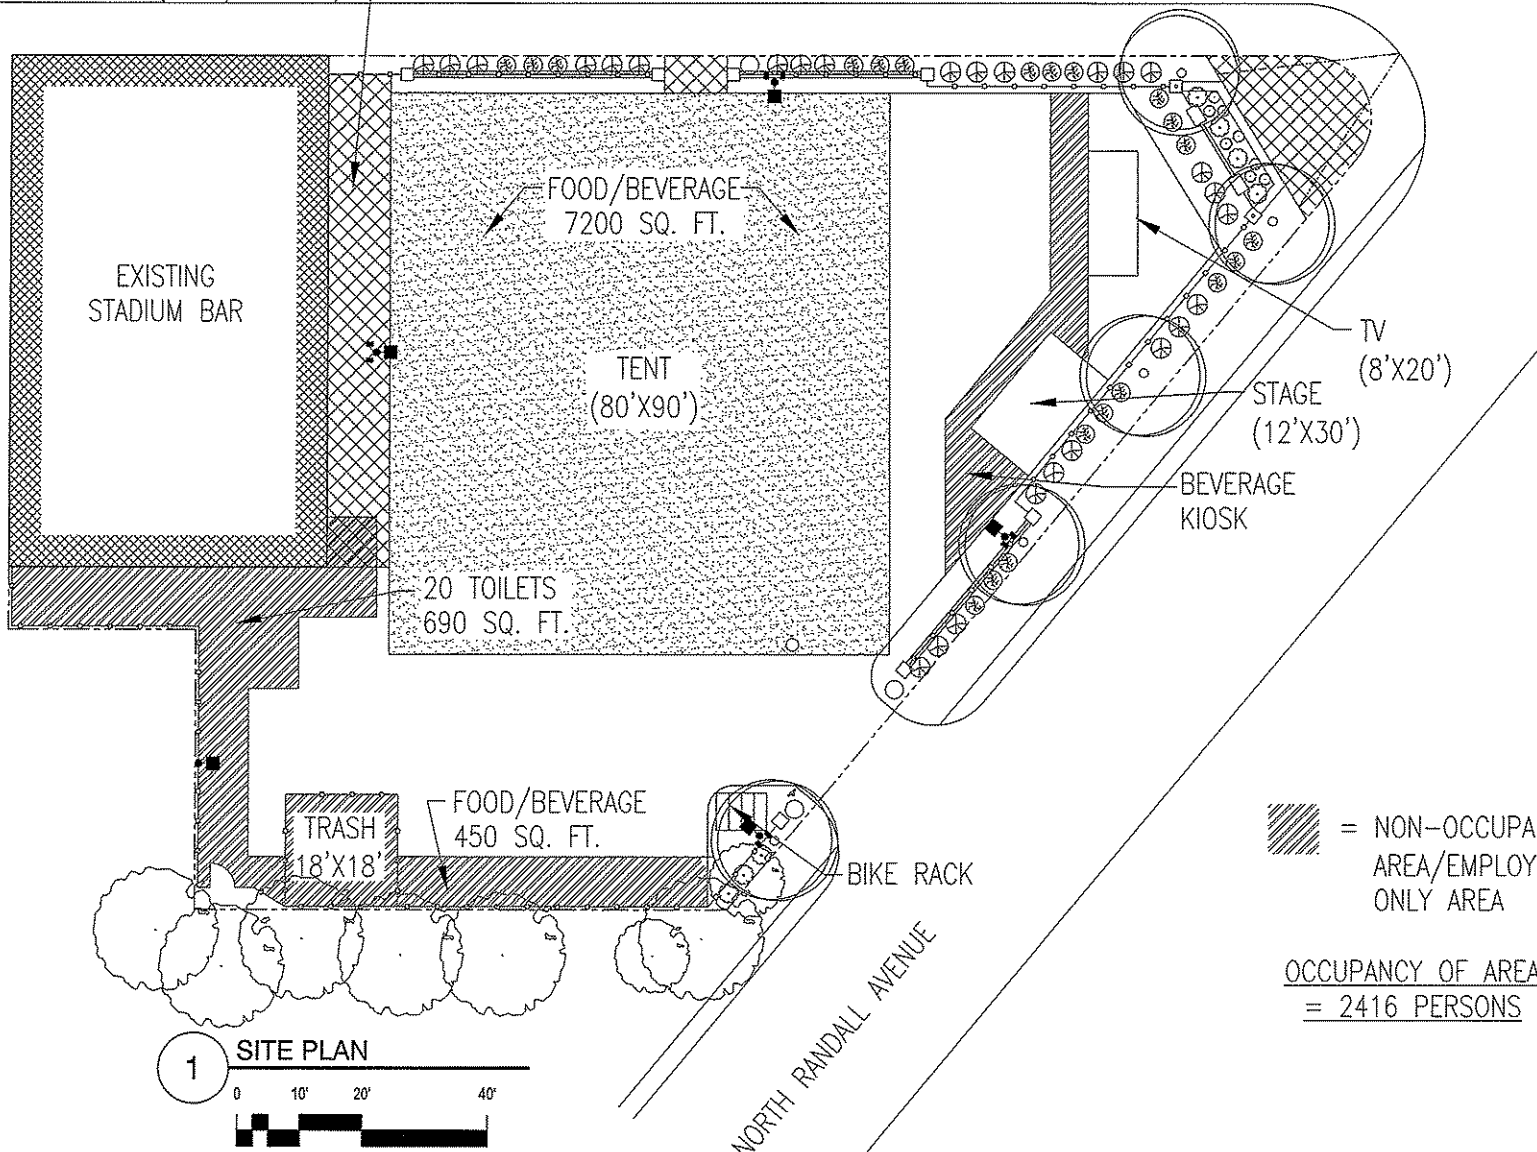 FOOD/BEVERAGE
7200 SQ. FT.
EXISTING
STADIUM BAR
TENT
(80'X90')
TV
(8'X20')
STAGE
(12'X30')
BEVERAGE
KIOSK
20 TOILETS
690 SQ. FT.
FOOD/BEVERAGE
450 SQ. FT.
TRASH
18'X18'
BIKE RACK
= NON-OCCUPA
AREA/EMPLOY
ONLY AREA
OCCUPANCY OF AREA
= 2416 PERSONS
NORTH RANDALL AVENUE
1
SITE PLAN
0 10' 20' 40'